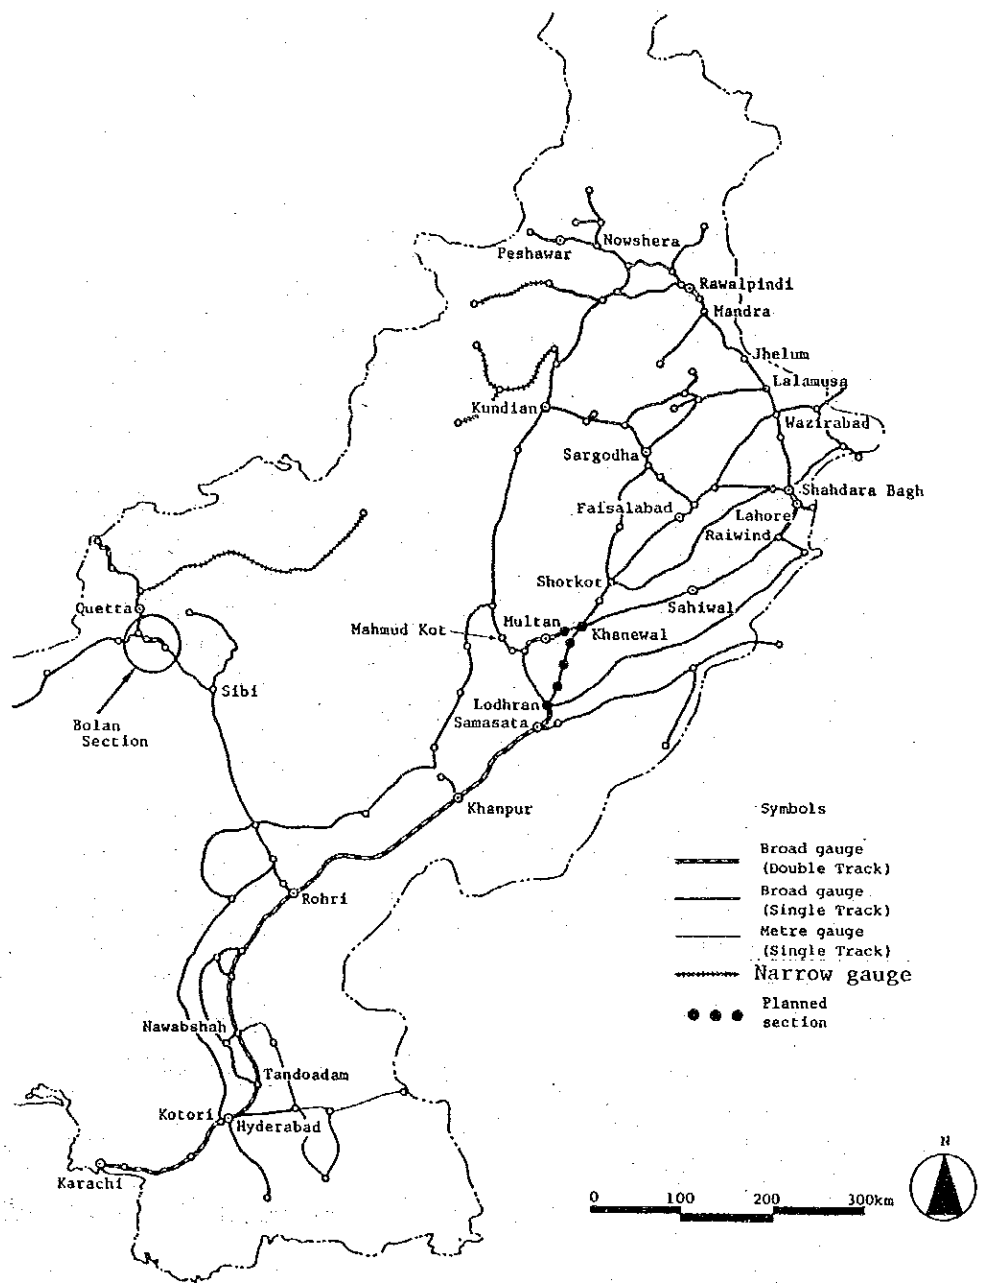 Nowshera
Peshawar
Rawalpindi
Mandra
Jhelum
Lalamusa
Kundian
Wazirabad
Sargodha
Shahdara Bagh
Faisalabad
Lahore
Raiwind
Shorkot
Quetta
Sahiwal
Multan
Mahmud Kot
Khanewal
Sibi
Lodhran
Samasata
Bolan
Section
Khanpur
Rohri
Nawabshah
Tandoadam
Kotori
Hyderabad
Karachi
Symbols
Broad gauge
(Double Track)
Broad gauge
(Single Track)
Metre gauge
(Single Track)
Narrow gauge
Planned
section
N
0 100 200 300km